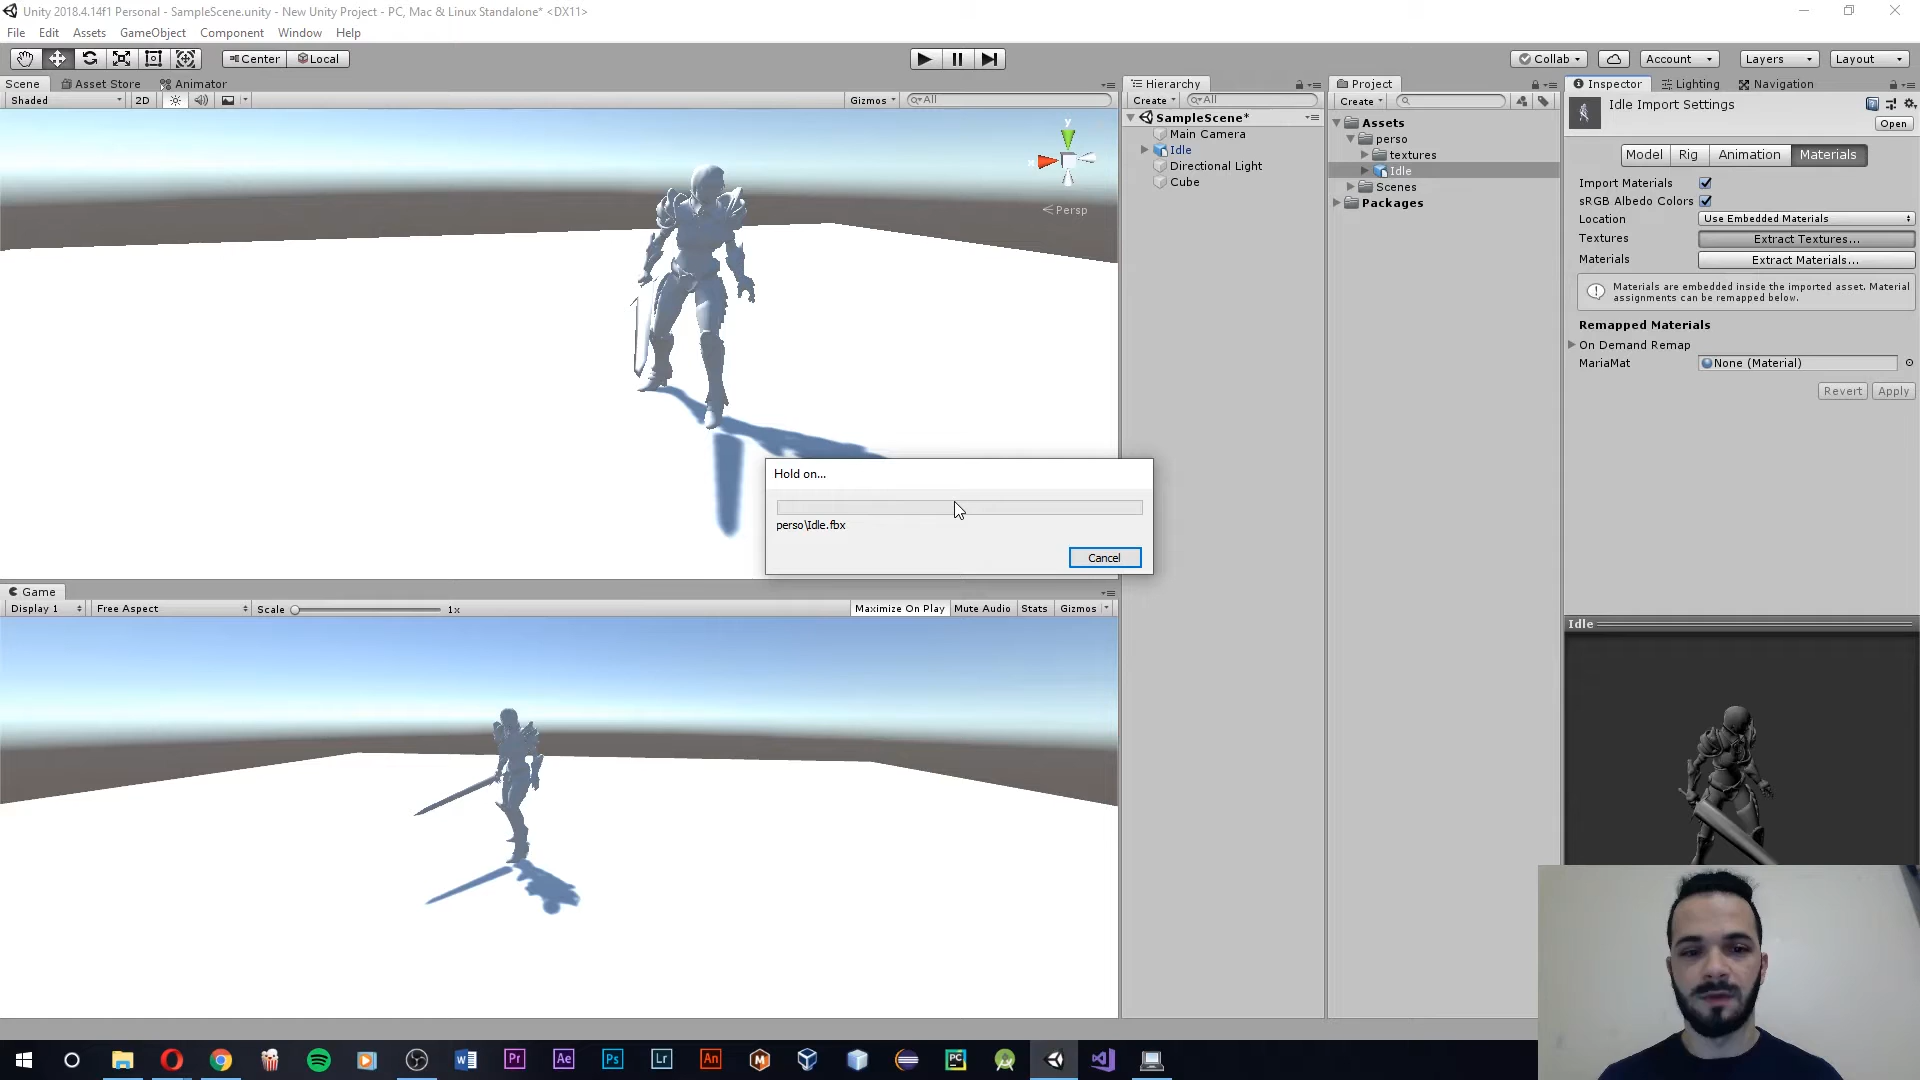 Unity 2018.4.14f1 Personal - SampleScene.unity - New Unity Project - PC, Mac & Linux Standalone* <DX11>
File Edit Assets GameObject Component Window Help
Center Local
Collab Account Layers Layout
Scene Asset Store Animator
Shaded 2D Gizmos All
y
x
Persp
Hierarchy
Create All
SampleScene*
Main Camera
Idle
Directional Light
Cube
Project
Create
Assets
perso
textures
Idle
Scenes
Packages
Inspector Lighting Navigation
Idle Import Settings
Open
Model Rig Animation Materials
Import Materials
sRGB Albedo Colors
Location Use Embedded Materials
Textures Extract Textures...
Materials Extract Materials...
Materials are embedded inside the imported asset. Material
assignments can be remapped below.
Remapped Materials
On Demand Remap
MariaMat None (Material)
Revert Apply
Hold on...
perso\Idle.fbx
Cancel
Game
Display 1 Free Aspect Scale 1x Maximize On Play Mute Audio Stats Gizmos
Idle
W Pr Ae Ps Lr An M PC